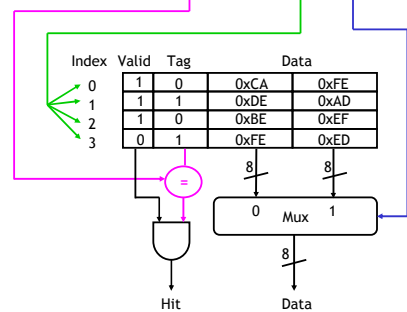 Index Valid Tag Data
0 1 0 0xCA 0xFE
1 1 1 0xDE 0xAD
2 1 0 0xBE 0xEF
3 0 1 0xFE 0xED
8 8
=
0 1
Mux
8
Hit Data